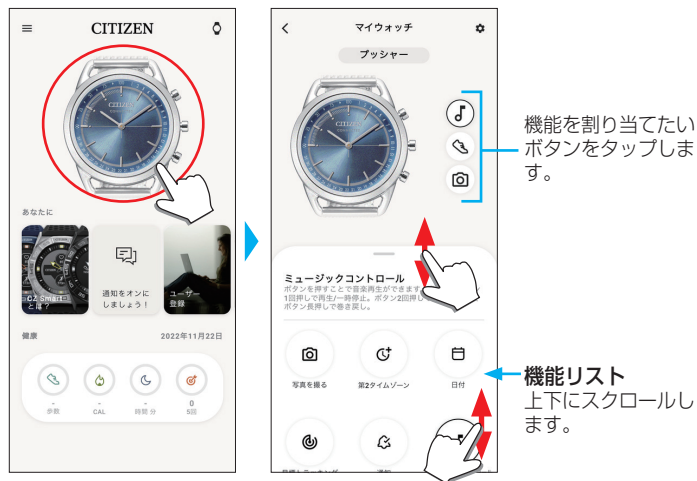 CITIZEN
CITIZEN
あなたに
CZ Smart
とは？
通知をオンに
しましょう！
ユーザー
登録
健康
2022年11月22日
-
歩数
-
CAL
-
時間 分
0
5回
マイウォッチ
プッシャー
CITIZEN
ミュージックコントロール
ボタンを押すことで音楽再生ができます
1回押しで再生/一時停止。ボタン2回押し
ボタン長押しで巻き戻し。
写真を撮る
第2タイムゾーン
日付
通知
機能を割り当てたい
ボタンをタップしま
す。
機能リスト
上下にスクロールし
ます。